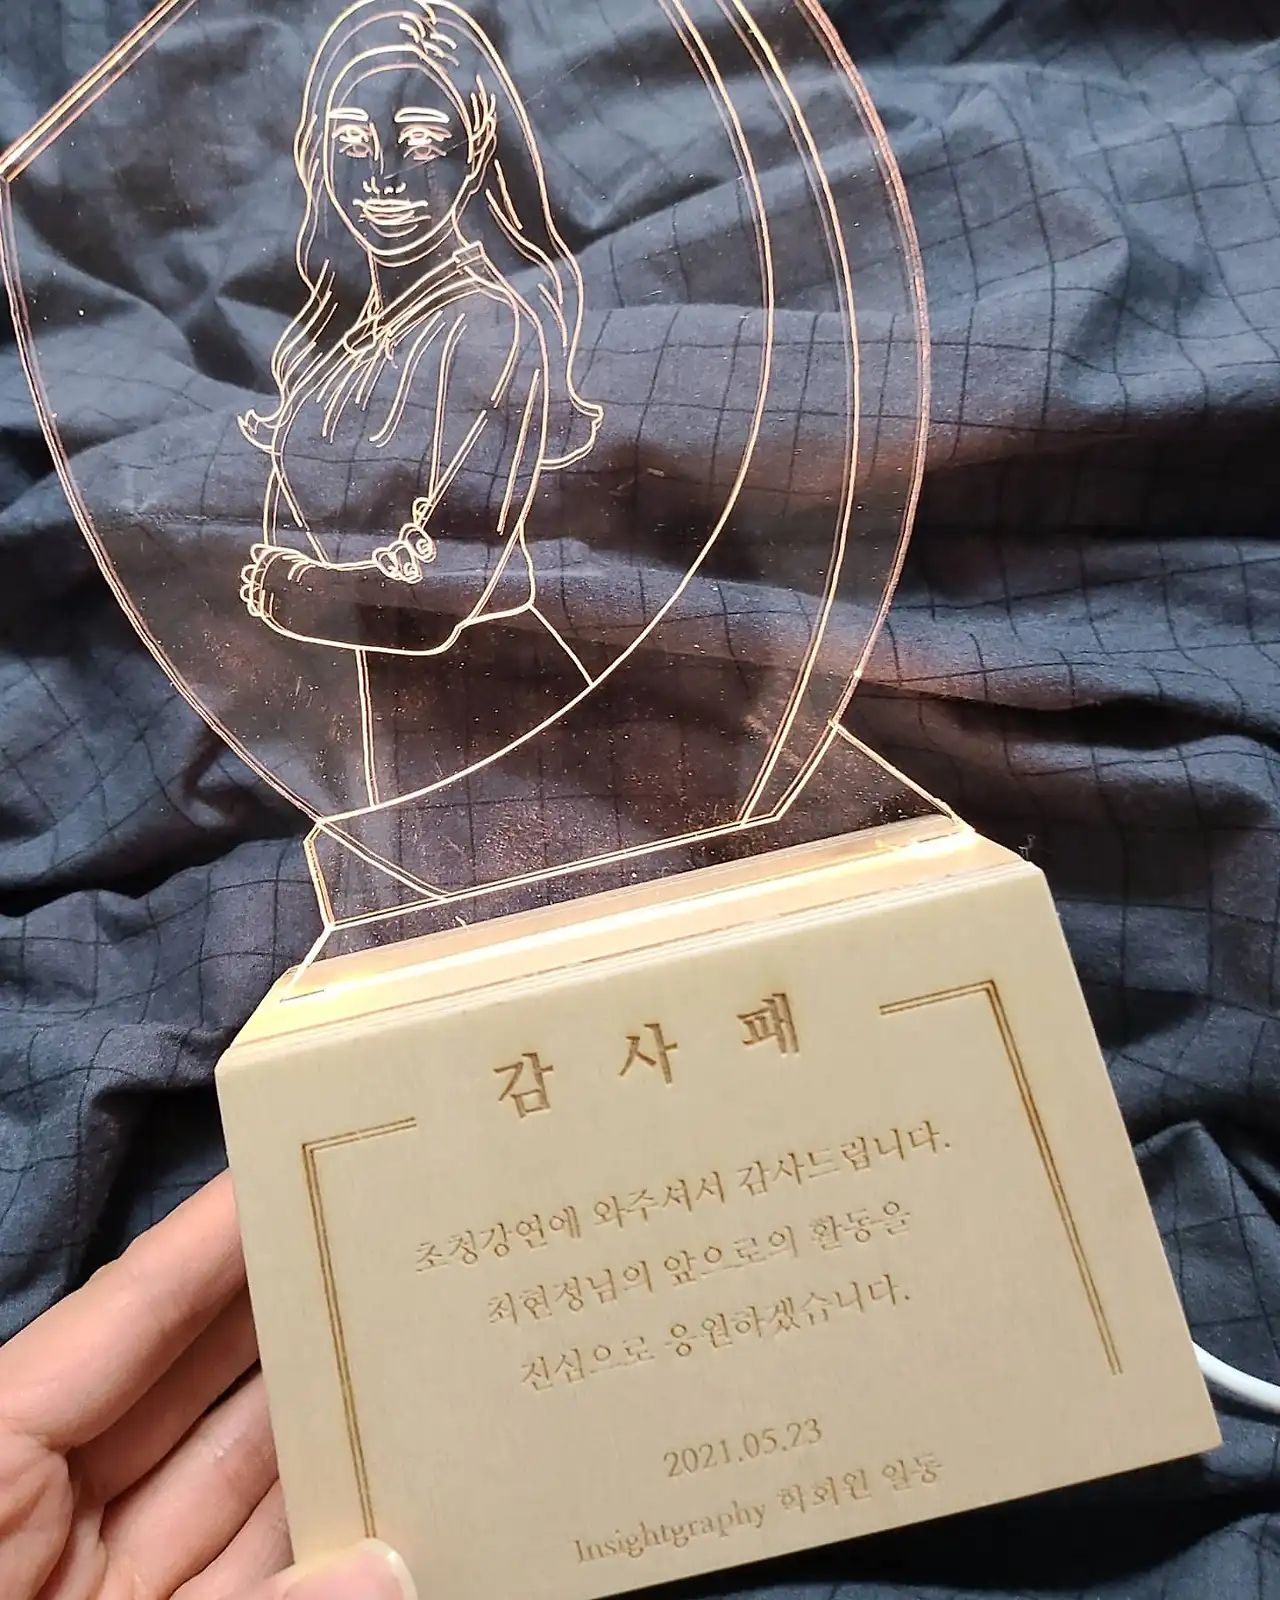 감 사 패
초청강연에 와주셔서 감사드립니다.
최현정님의 앞으로의 활동을
진심으로 응원하겠습니다.
2021.05.23
Insightgraphy 학회원 일동